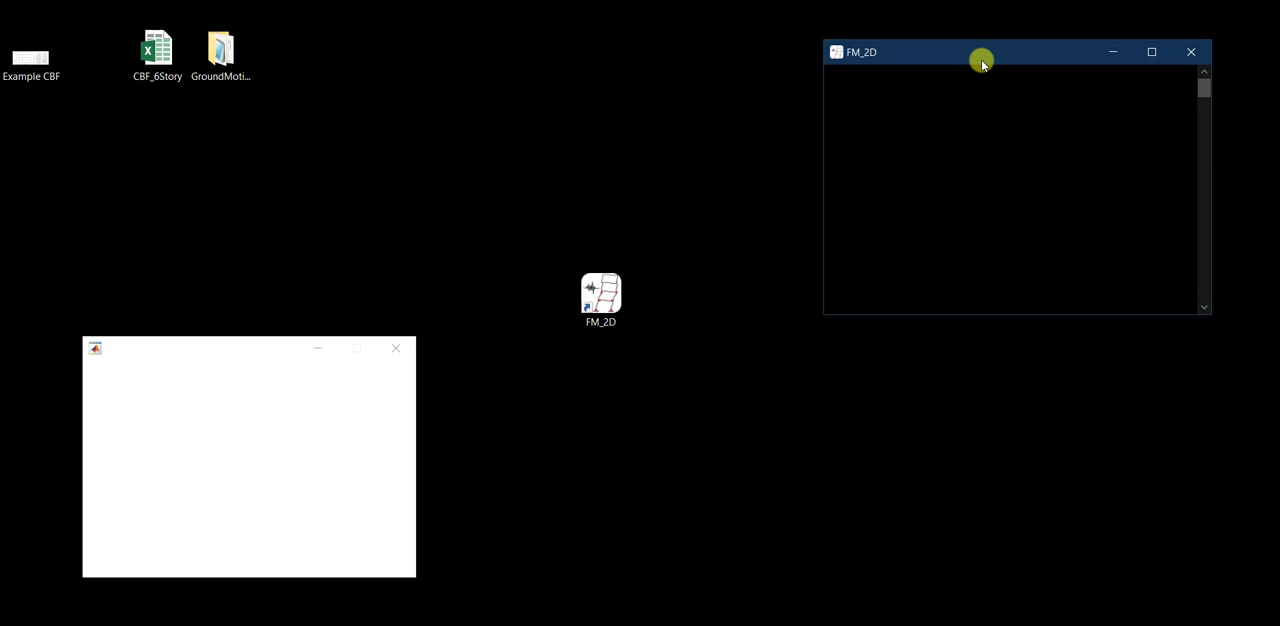 FM_2D
Example CBF
CBF_6Story
GroundMoti...
FM_2D